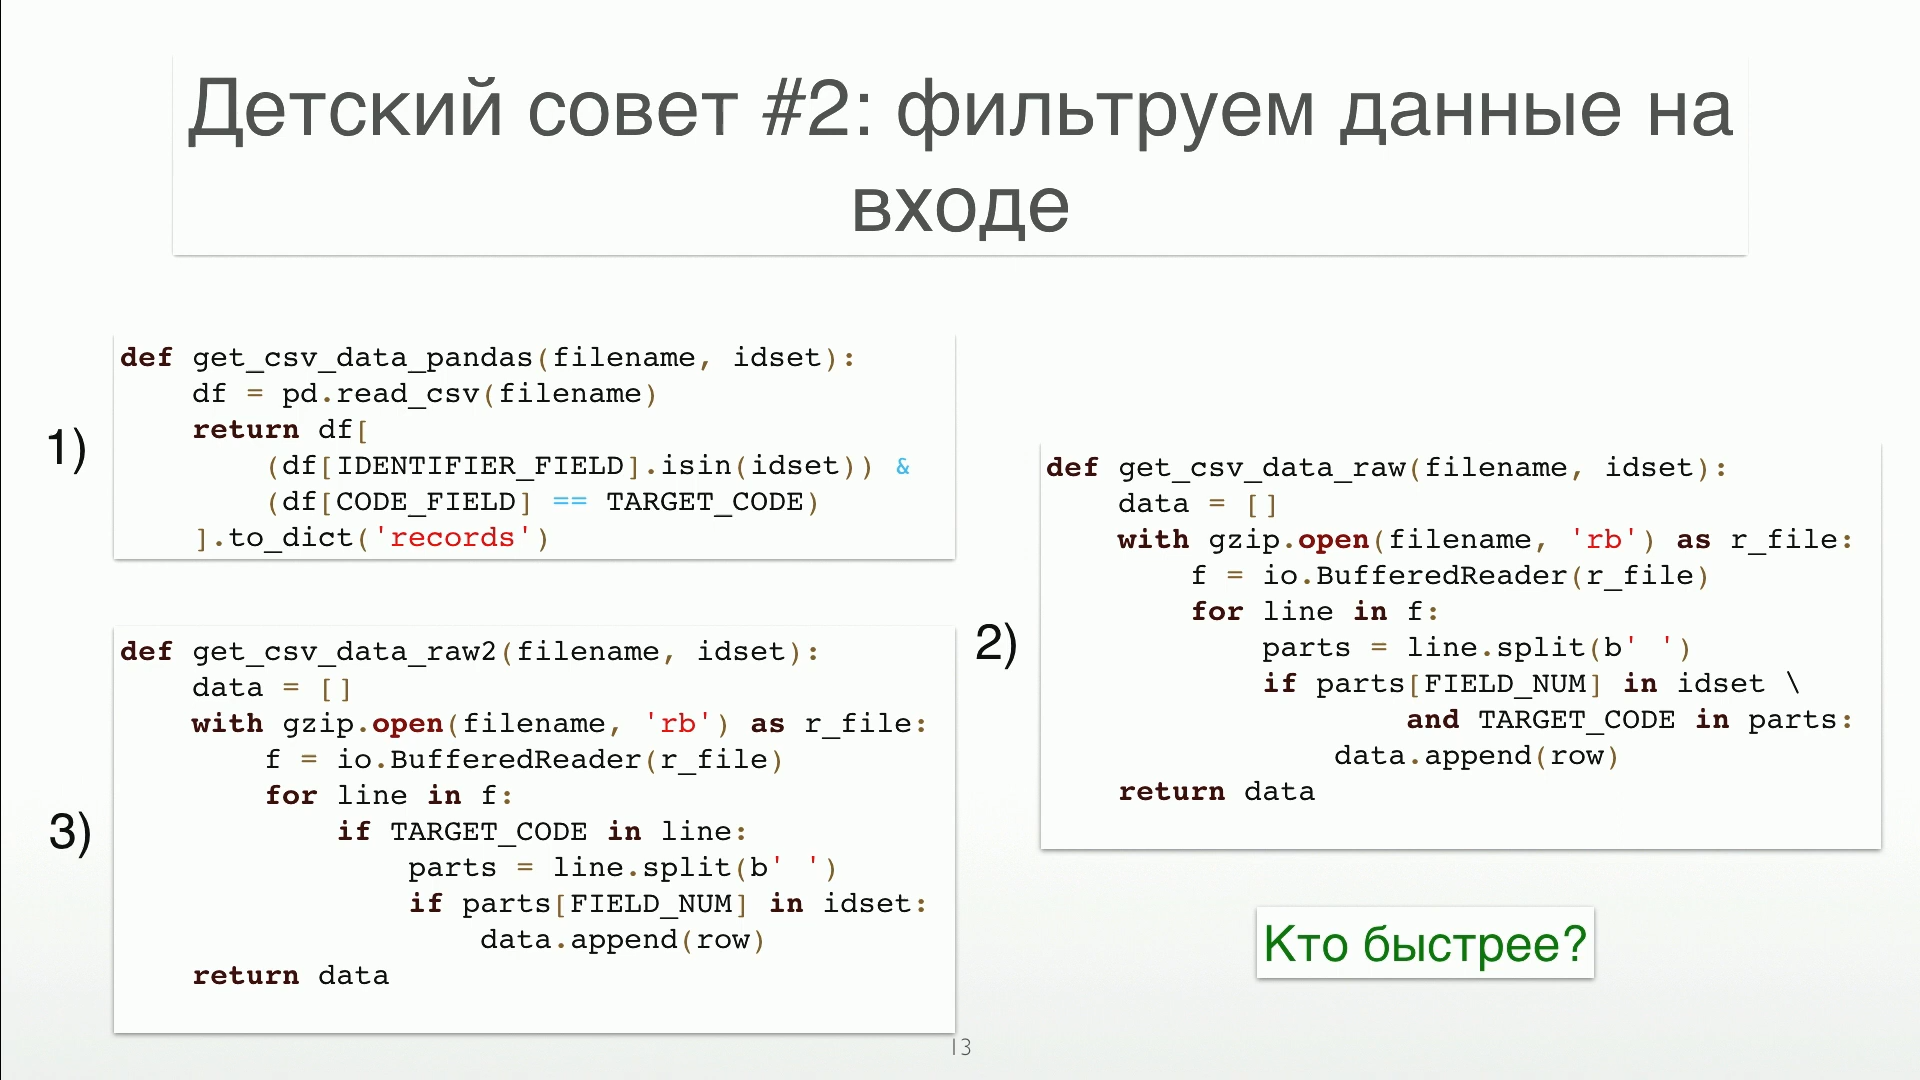 Детский совет #2: фильтруем данные на
входе
1)
def get_csv_data_pandas(filename, idset):
    df = pd.read_csv(filename)
    return df[
        (df[IDENTIFIER_FIELD].isin(idset)) &
        (df[CODE_FIELD] == TARGET_CODE)
    ].to_dict('records')
2)
def get_csv_data_raw(filename, idset):
    data = []
    with gzip.open(filename, 'rb') as r_file:
        f = io.BufferedReader(r_file)
        for line in f:
            parts = line.split(b' ')
            if parts[FIELD_NUM] in idset \
                    and TARGET_CODE in parts:
                data.append(row)
    return data
3)
def get_csv_data_raw2(filename, idset):
    data = []
    with gzip.open(filename, 'rb') as r_file:
        f = io.BufferedReader(r_file)
        for line in f:
            if TARGET_CODE in line:
                parts = line.split(b' ')
                if parts[FIELD_NUM] in idset:
                    data.append(row)
    return data
Кто быстрее?
13